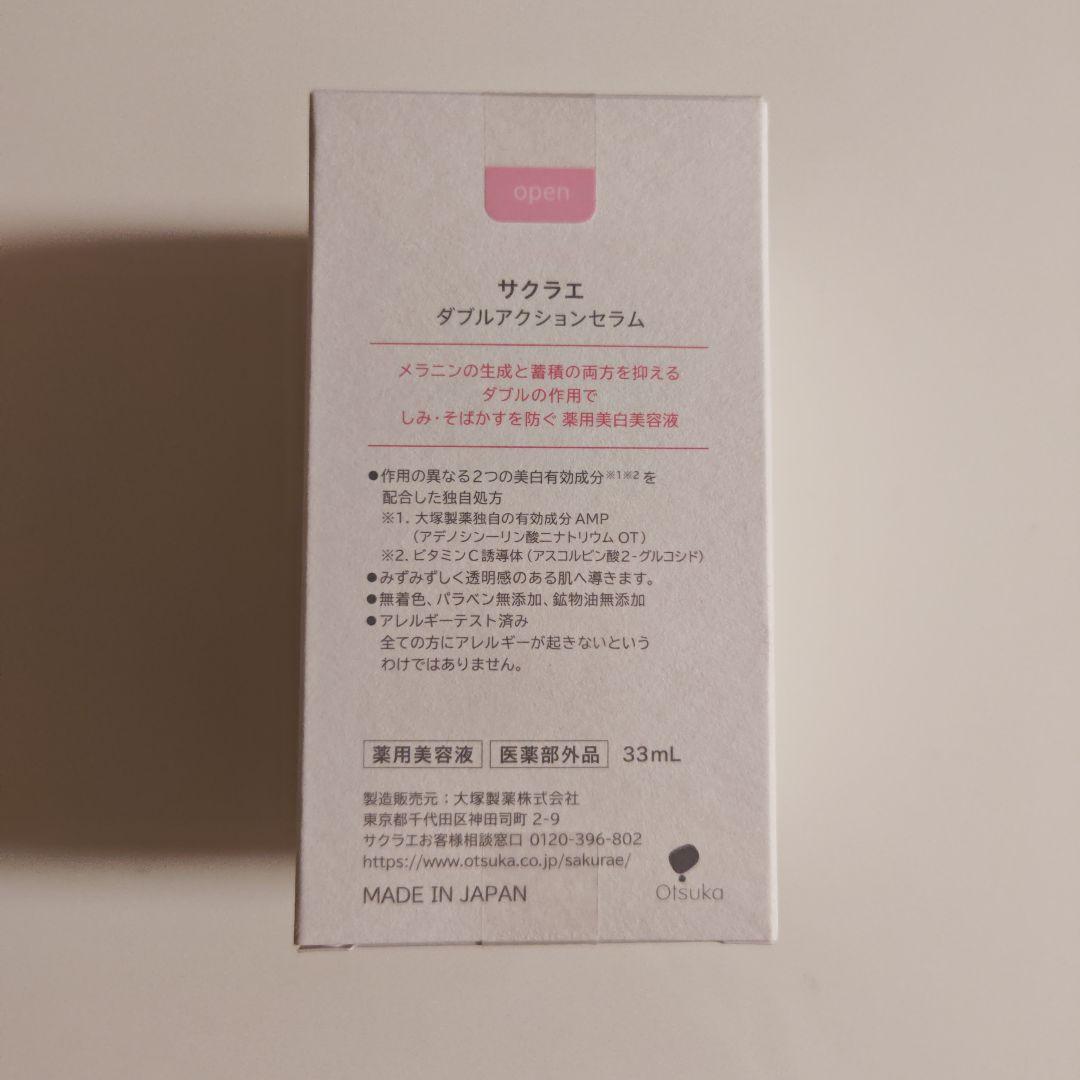 open
サクラエ
ダブルアクションセラム
メラニンの生成と蓄積の両方を抑える
ダブルの作用で
しみ・そばかすを防ぐ 薬用美白美容液
●作用の異なる2つの美白有効成分※1※2を
配合した独自処方
※1. 大塚製薬独自の有効成分 AMP
(アデノシン一リン酸二ナトリウム OT)
※2. ビタミンC誘導体(アスコルビン酸2-グルコシド)
●みずみずしく透明感のある肌へ導きます。
●無着色、パラベン無添加、鉱物油無添加
●アレルギーテスト済み
全ての方にアレルギーが起きないという
わけではありません。
薬用美容液 医薬部外品 33mL
製造販売元:大塚製薬株式会社
東京都千代田区神田司町 2-9
サクラエお客様相談窓口 0120-396-802
https://www.otsuka.co.jp/sakurae/
MADE IN JAPAN
Otsuka